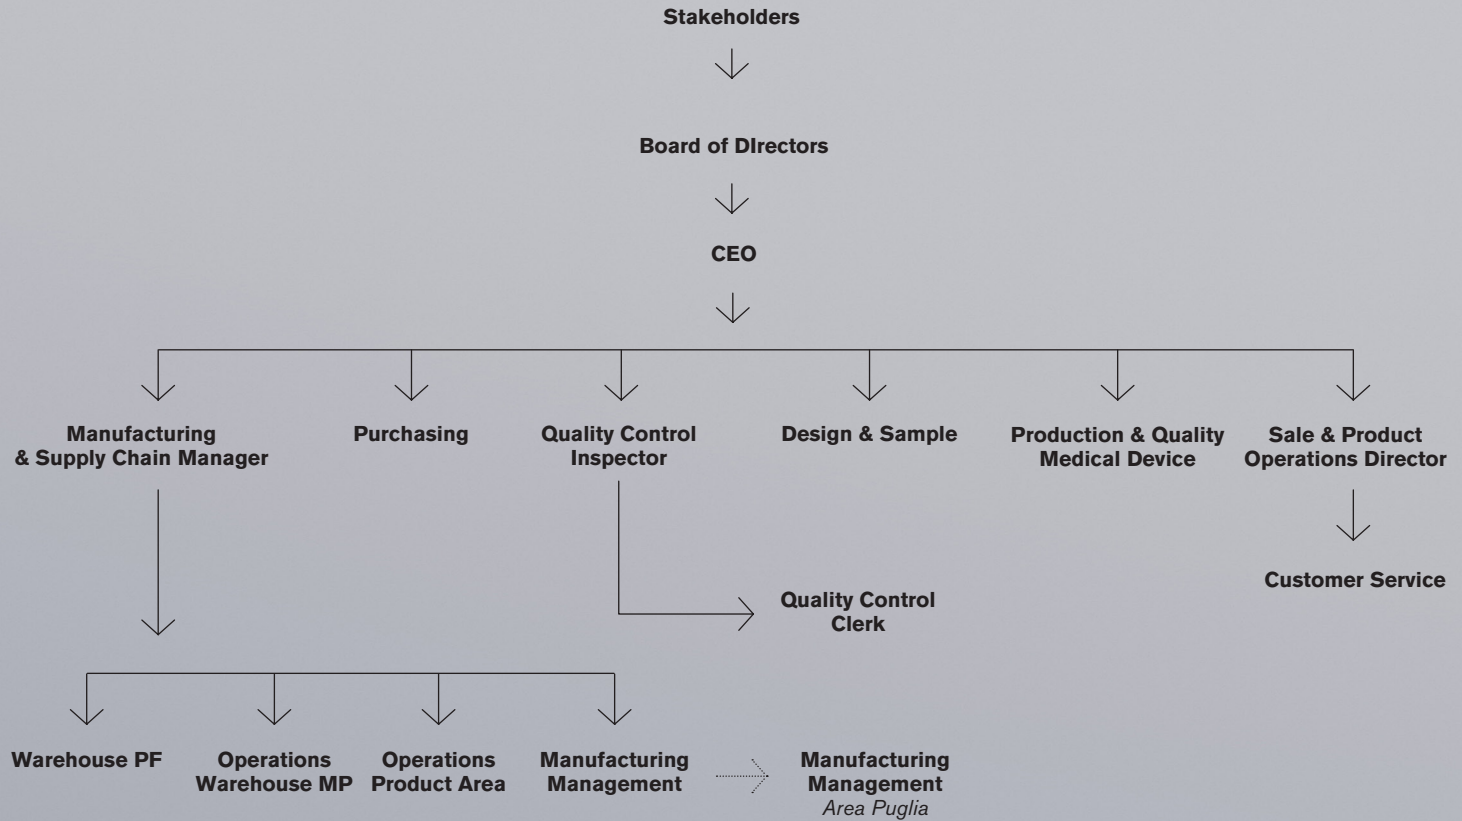 Stakeholders
Board of DIrectors
CEO
Manufacturing
& Supply Chain Manager
Purchasing
Quality Control
Inspector
Design & Sample
Production & Quality
Medical Device
Sale & Product
Operations Director
Customer Service
Quality Control
Clerk
Warehouse PF
Operations
Warehouse MP
Operations
Product Area
Manufacturing
Management
Manufacturing
Management
Area Puglia